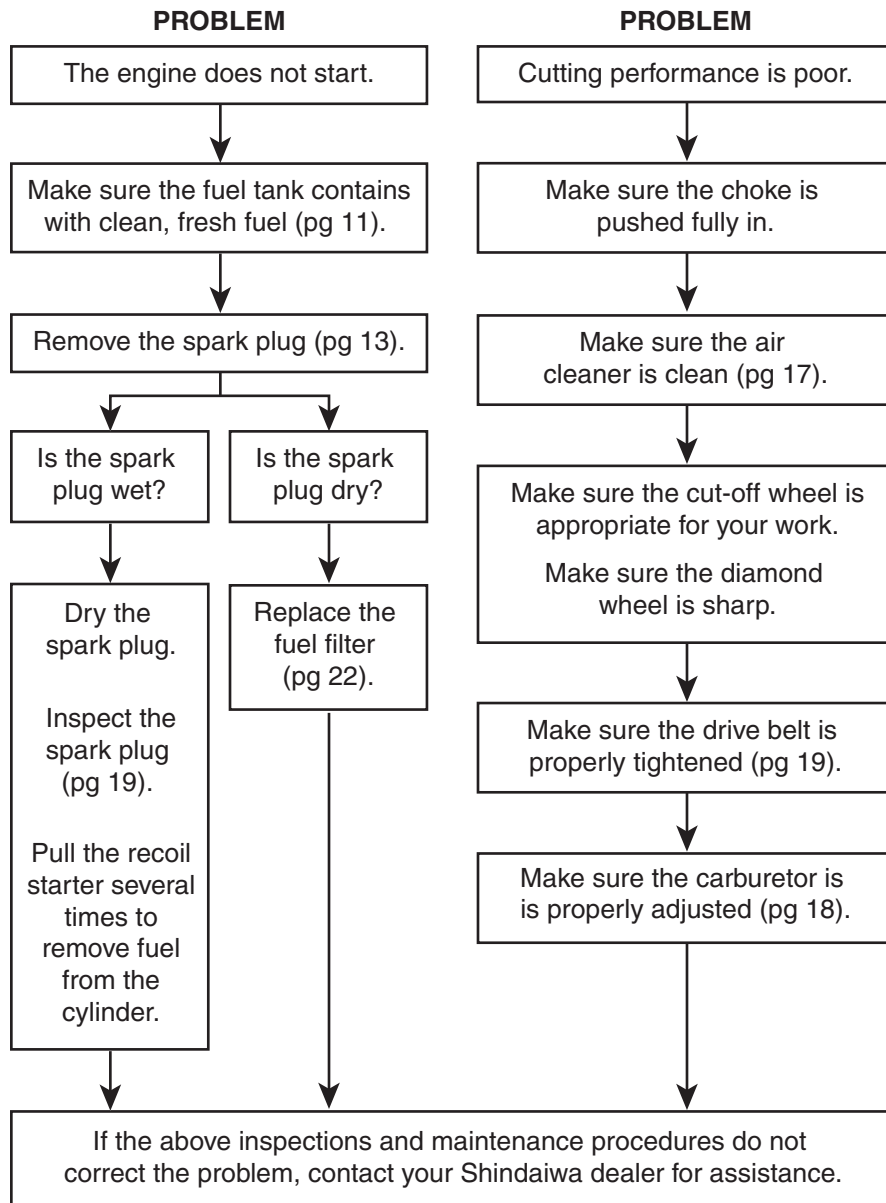 PROBLEM
The engine does not start.
Make sure the fuel tank contains
with clean, fresh fuel (pg 11).
Remove the spark plug (pg 13).
Is the spark
plug wet?
Is the spark
plug dry?
Dry the
spark plug.
Inspect the
spark plug
(pg 19).
Pull the recoil
starter several
times to
remove fuel
from the
cylinder.
Replace the
fuel filter
(pg 22).
PROBLEM
Cutting performance is poor.
Make sure the choke is
pushed fully in.
Make sure the air
cleaner is clean (pg 17).
Make sure the cut-off wheel is
appropriate for your work.
Make sure the diamond
wheel is sharp.
Make sure the drive belt is
properly tightened (pg 19).
Make sure the carburetor is
is properly adjusted (pg 18).
If the above inspections and maintenance procedures do not
correct the problem, contact your Shindaiwa dealer for assistance.